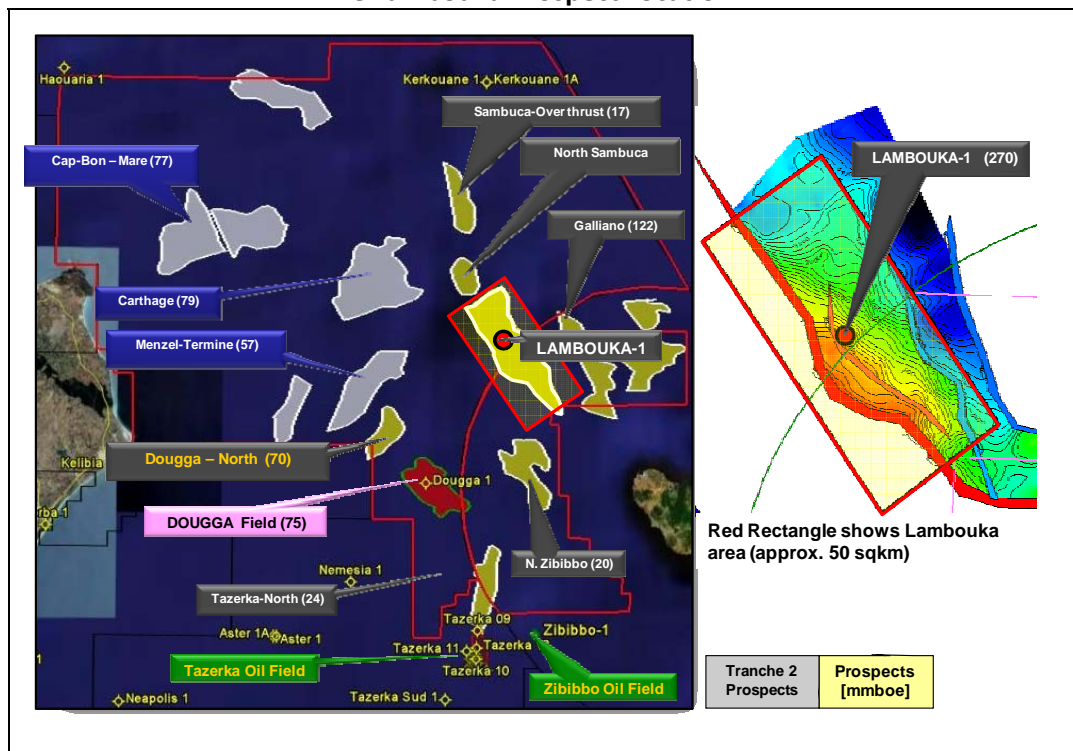 Haouaria 1
Kerkouane 1
Kerkouane 1A
Sambuca-Overthrust (17)
North Sambuca
Cap-Bon – Mare (77)
Galliano (122)
LAMBOUKA-1 (270)
Carthage (79)
Menzel-Termine (57)
LAMBOUKA-1
Dougga – North (70)
Kelibia
Dougga 1
DOUGGA Field (75)
rba 1
N. Zibibbo (20)
Red Rectangle shows Lambouka
area (approx. 50 sqkm)
Nemesia 1
Tazerka-North (24)
Tazerka 09
Aster 1A
Aster 1
Zibibbo-1
Tazerka 11
Tazerka
Tazerka 10
Tazerka Oil Field
Zibibbo Oil Field
Neapolis 1
Tazerka Sud 1
Tranche 2
Prospects
Prospects
[mmboe]